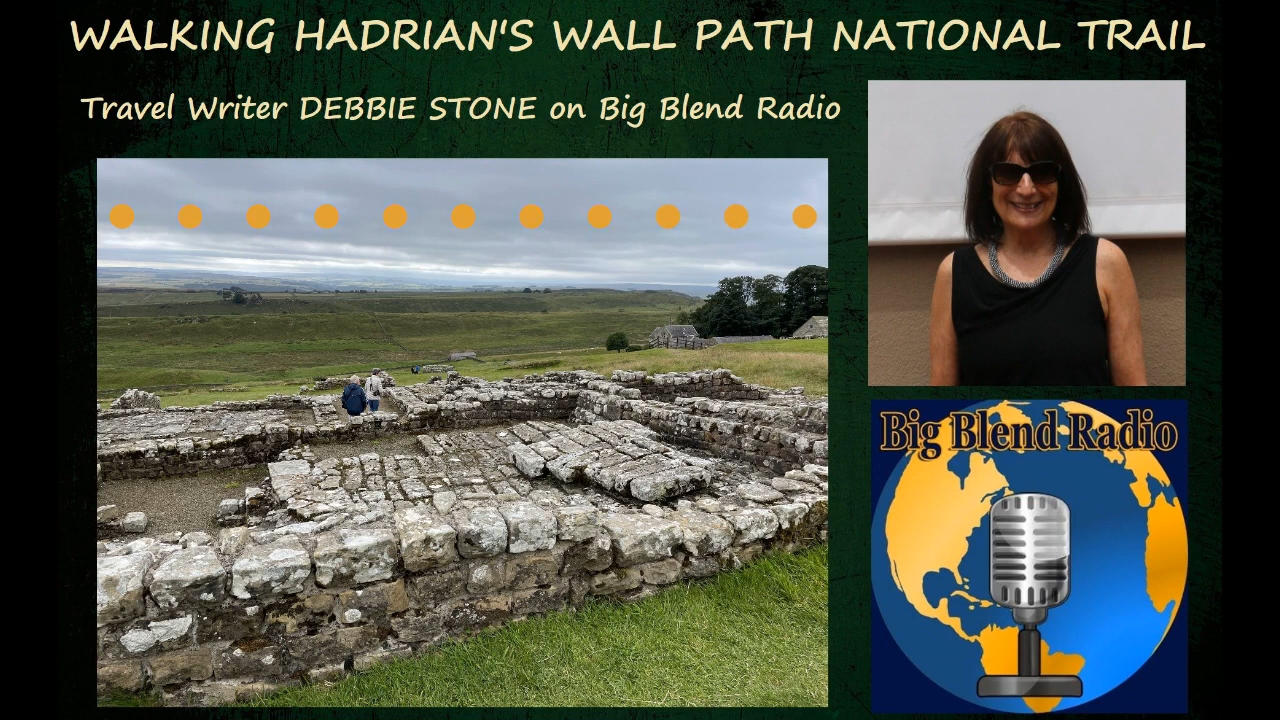 WALKING HADRIAN'S WALL PATH NATIONAL TRAIL
Travel Writer DEBBIE STONE on Big Blend Radio
Big Blend Radio